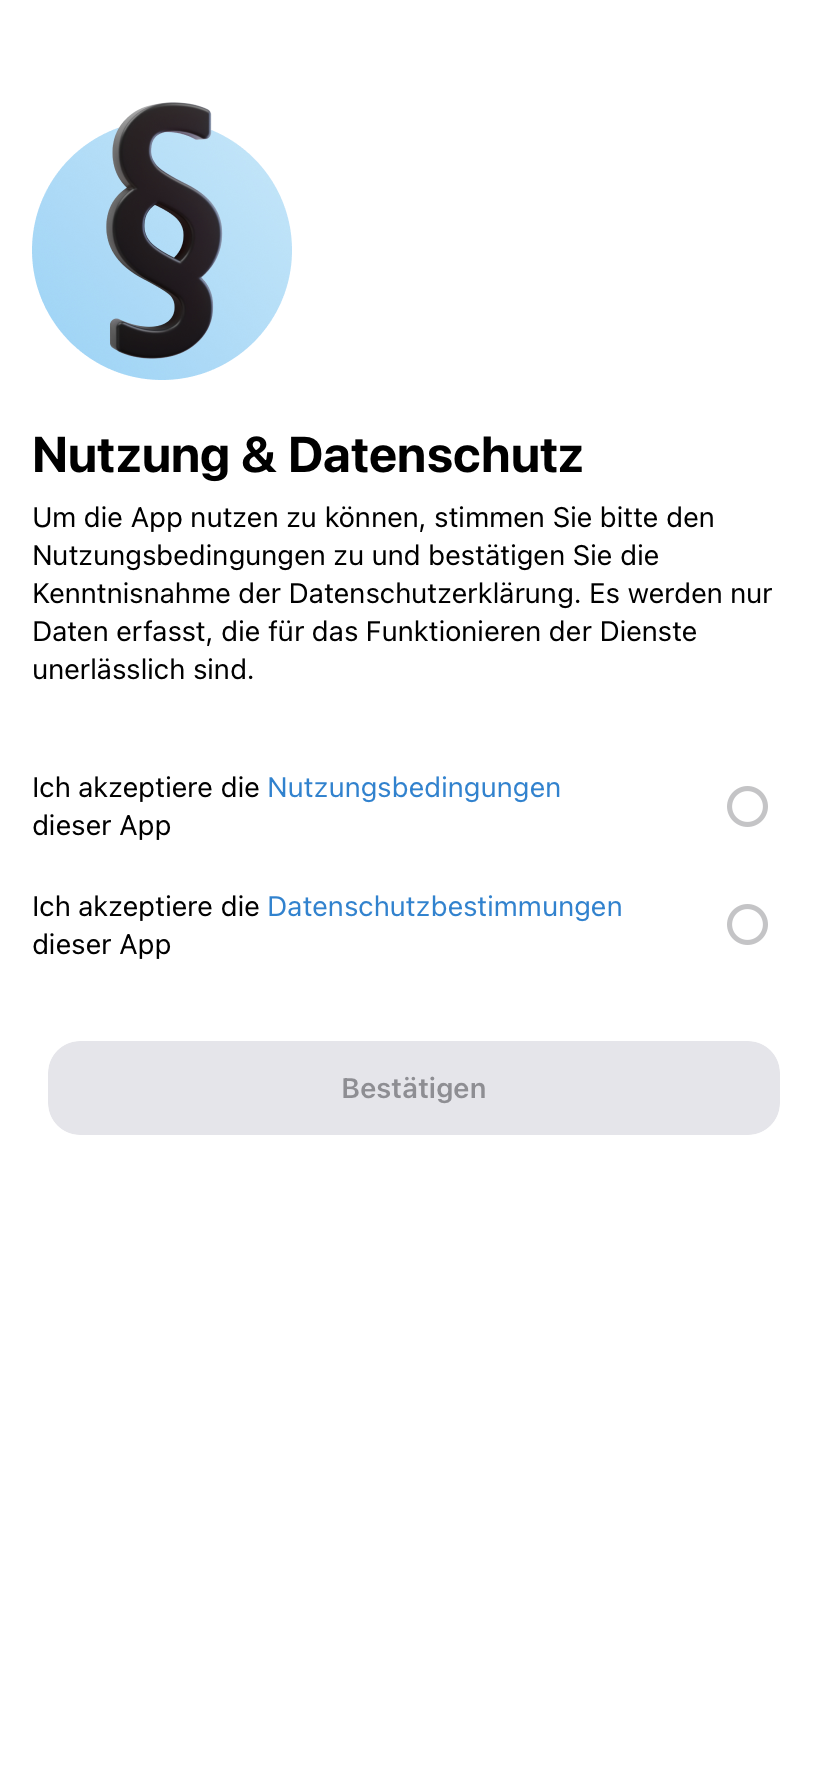 §
Nutzung & Datenschutz
Um die App nutzen zu können, stimmen Sie bitte den
Nutzungsbedingungen zu und bestätigen Sie die
Kenntnisnahme der Datenschutzerklärung. Es werden nur
Daten erfasst, die für das Funktionieren der Dienste
unerlässlich sind.
Ich akzeptiere die Nutzungsbedingungen
dieser App
Ich akzeptiere die Datenschutzbestimmungen
dieser App
Bestätigen